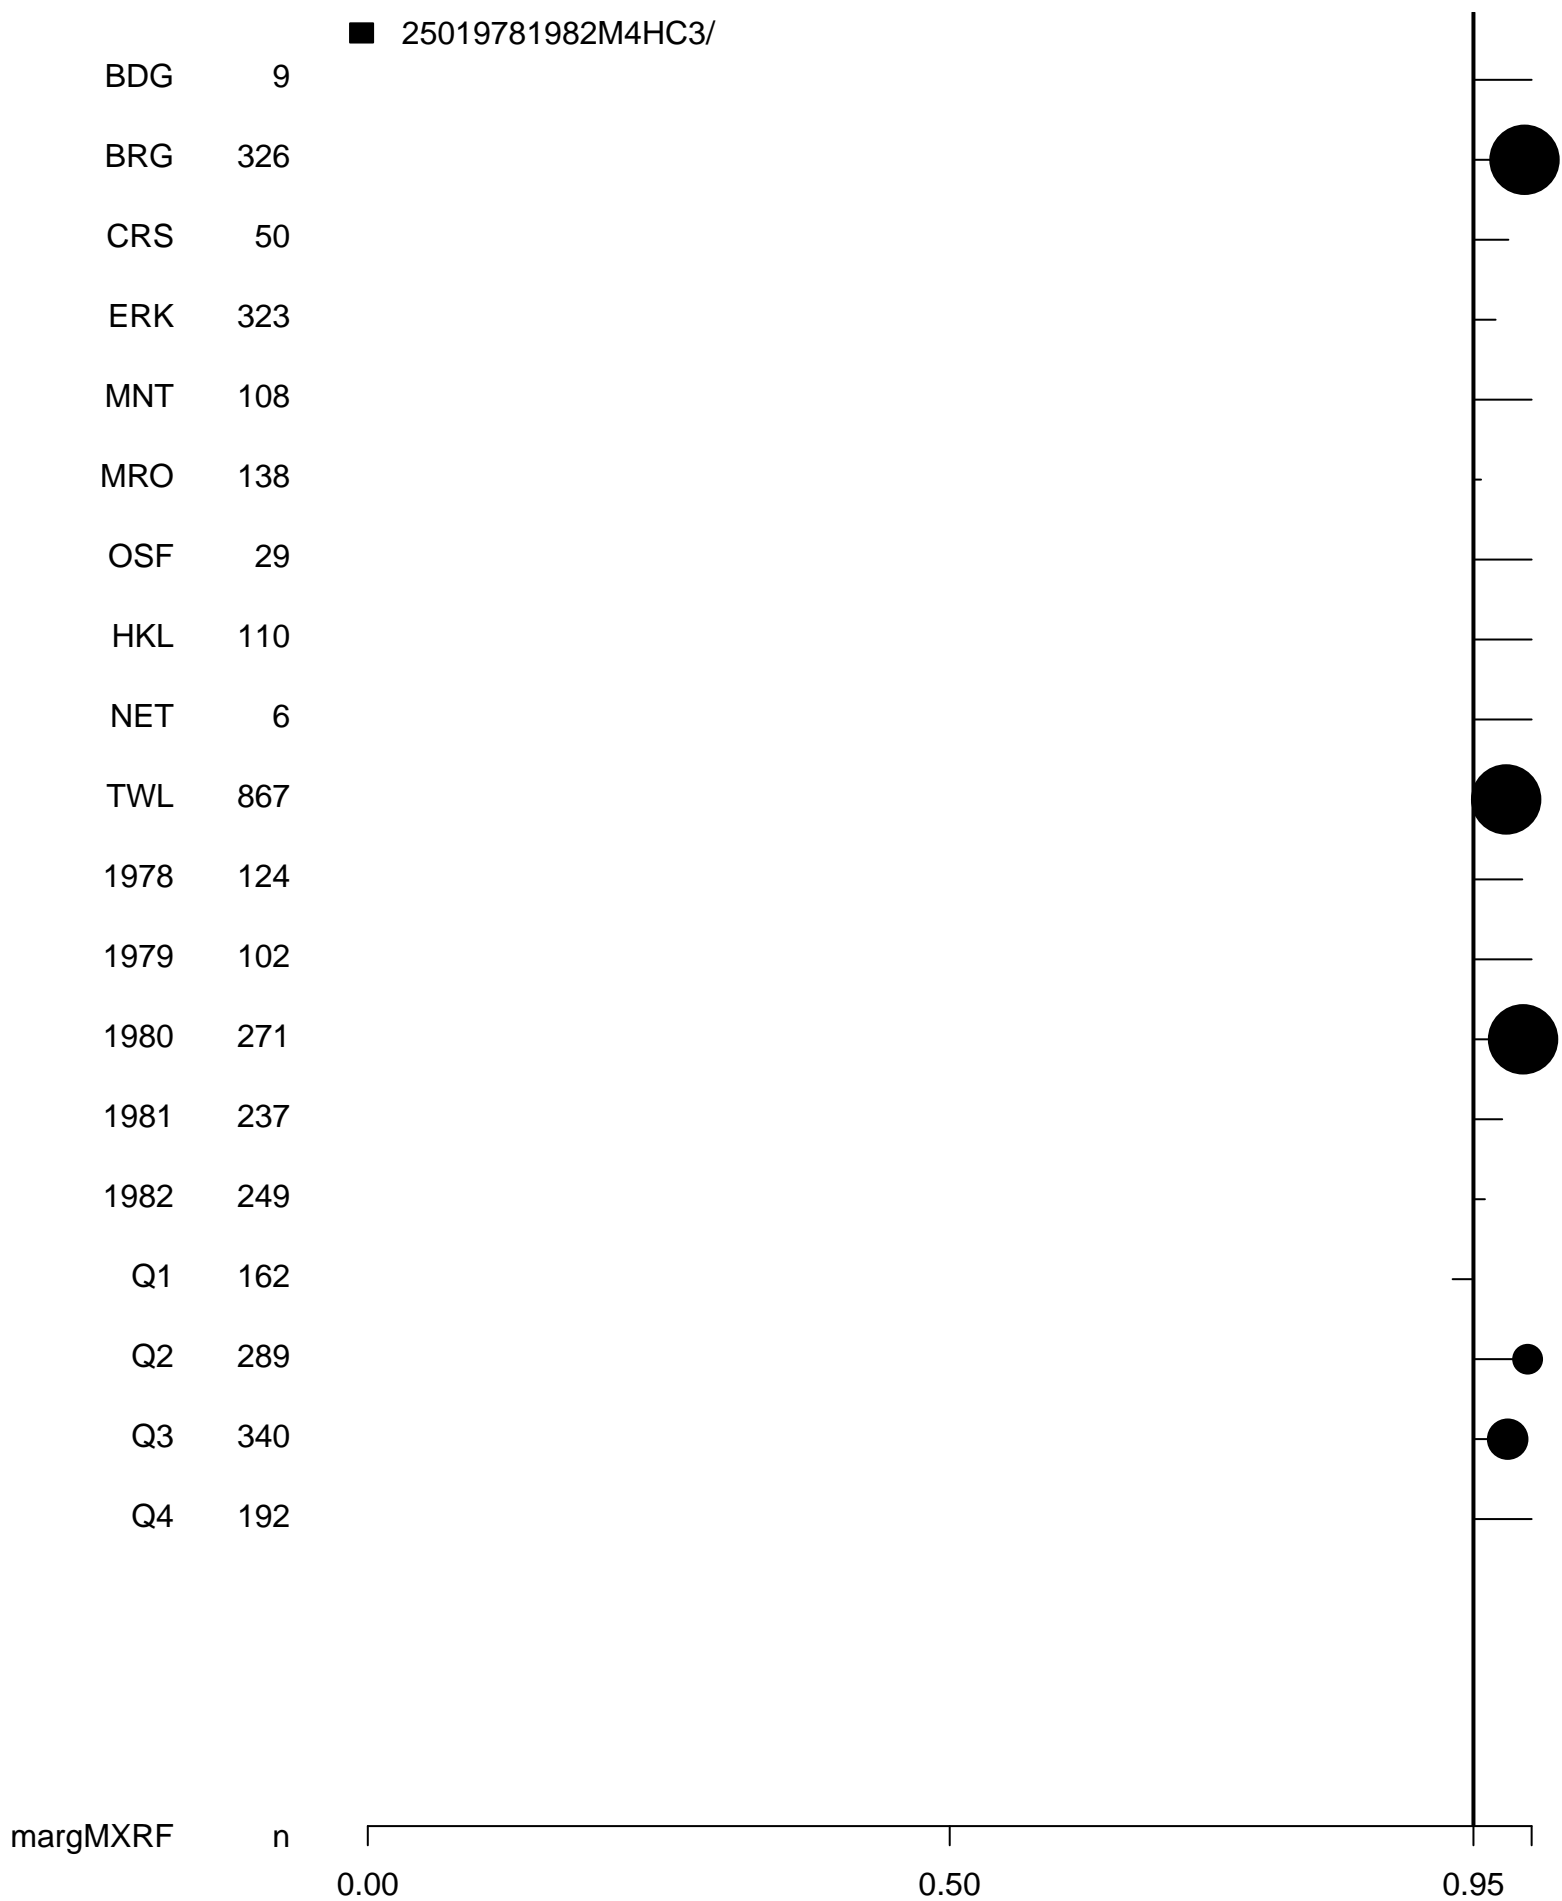 25019781982M4HC3/
BDG 9
BRG 326
CRS 50
ERK 323
MNT 108
MRO 138
OSF 29
HKL 110
NET 6
TWL 867
1978 124
1979 102
1980 271
1981 237
1982 249
Q1 162
Q2 289
Q3 340
Q4 192
margMXRF n
0.00 0.50 0.95